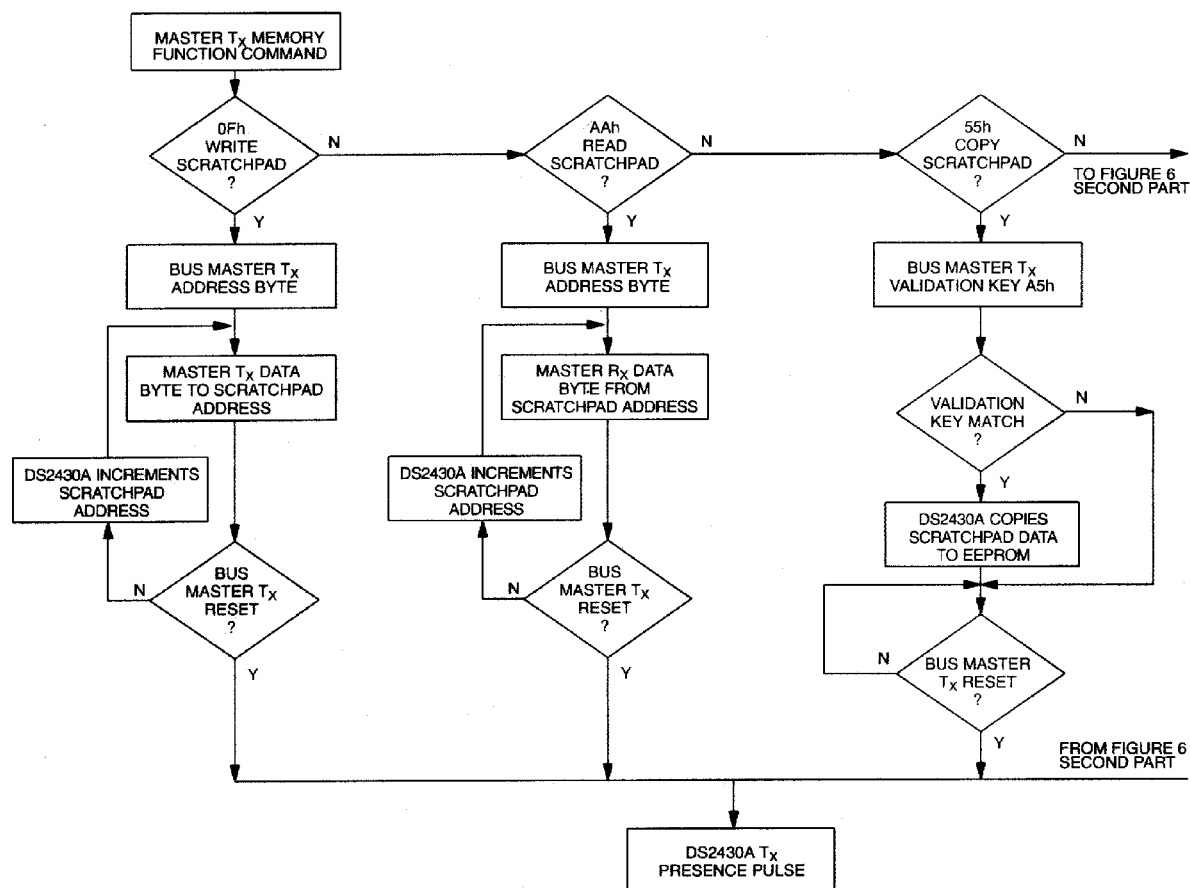 MASTER TX MEMORY
FUNCTION COMMAND
0Fh
WRITE
SCRATCHPAD
?
N
Y
AAh
READ
SCRATCHPAD
?
N
Y
55h
COPY
SCRATCHPAD
?
N
Y
TO FIGURE 6
SECOND PART
BUS MASTER TX
ADDRESS BYTE
BUS MASTER TX
ADDRESS BYTE
BUS MASTER TX
VALIDATION KEY A5h
MASTER TX DATA
BYTE TO SCRATCHPAD
ADDRESS
MASTER RX DATA
BYTE FROM
SCRATCHPAD ADDRESS
VALIDATION
KEY MATCH
?
N
Y
DS2430A INCREMENTS
SCRATCHPAD
ADDRESS
DS2430A INCREMENTS
SCRATCHPAD
ADDRESS
DS2430A COPIES
SCRATCHPAD DATA
TO EEPROM
BUS
MASTER TX
RESET
?
N
Y
BUS
MASTER TX
RESET
?
N
Y
BUS MASTER
TX RESET
?
N
Y
FROM FIGURE 6
SECOND PART
DS2430A TX
PRESENCE PULSE